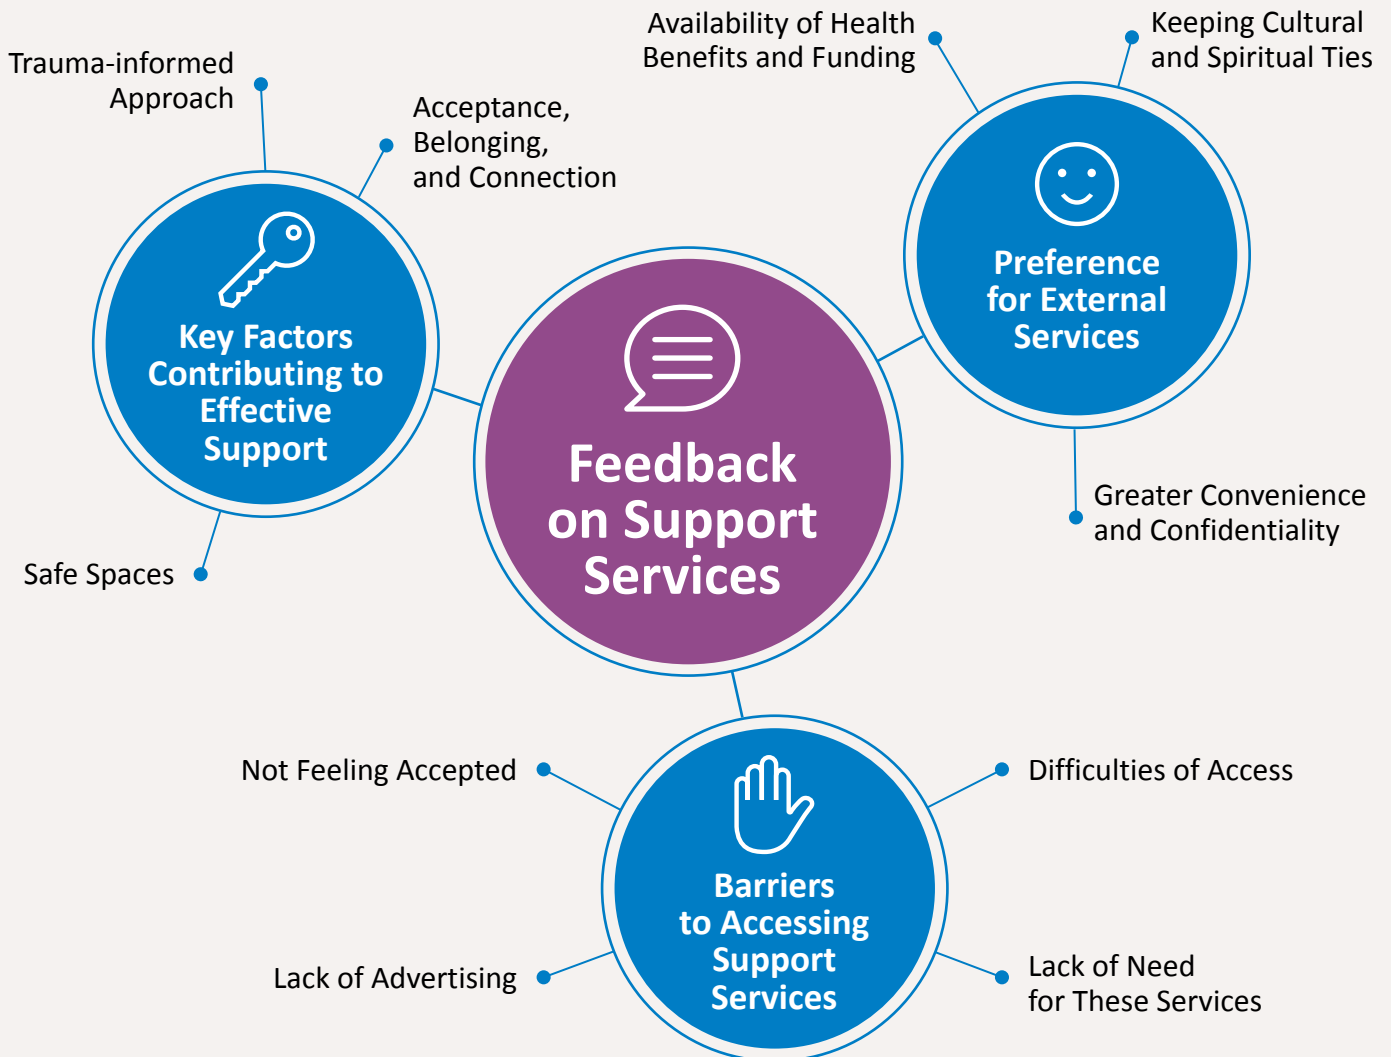 Trauma-informed
Approach
Acceptance,
Belonging,
and Connection
Key Factors
Contributing to
Effective
Support
Safe Spaces
Availability of Health
Benefits and Funding
Keeping Cultural
and Spiritual Ties
Preference
for External
Services
Greater Convenience
and Confidentiality
Feedback
on Support
Services
Not Feeling Accepted
Difficulties of Access
Barriers
to Accessing
Support
Services
Lack of Advertising
Lack of Need
for These Services